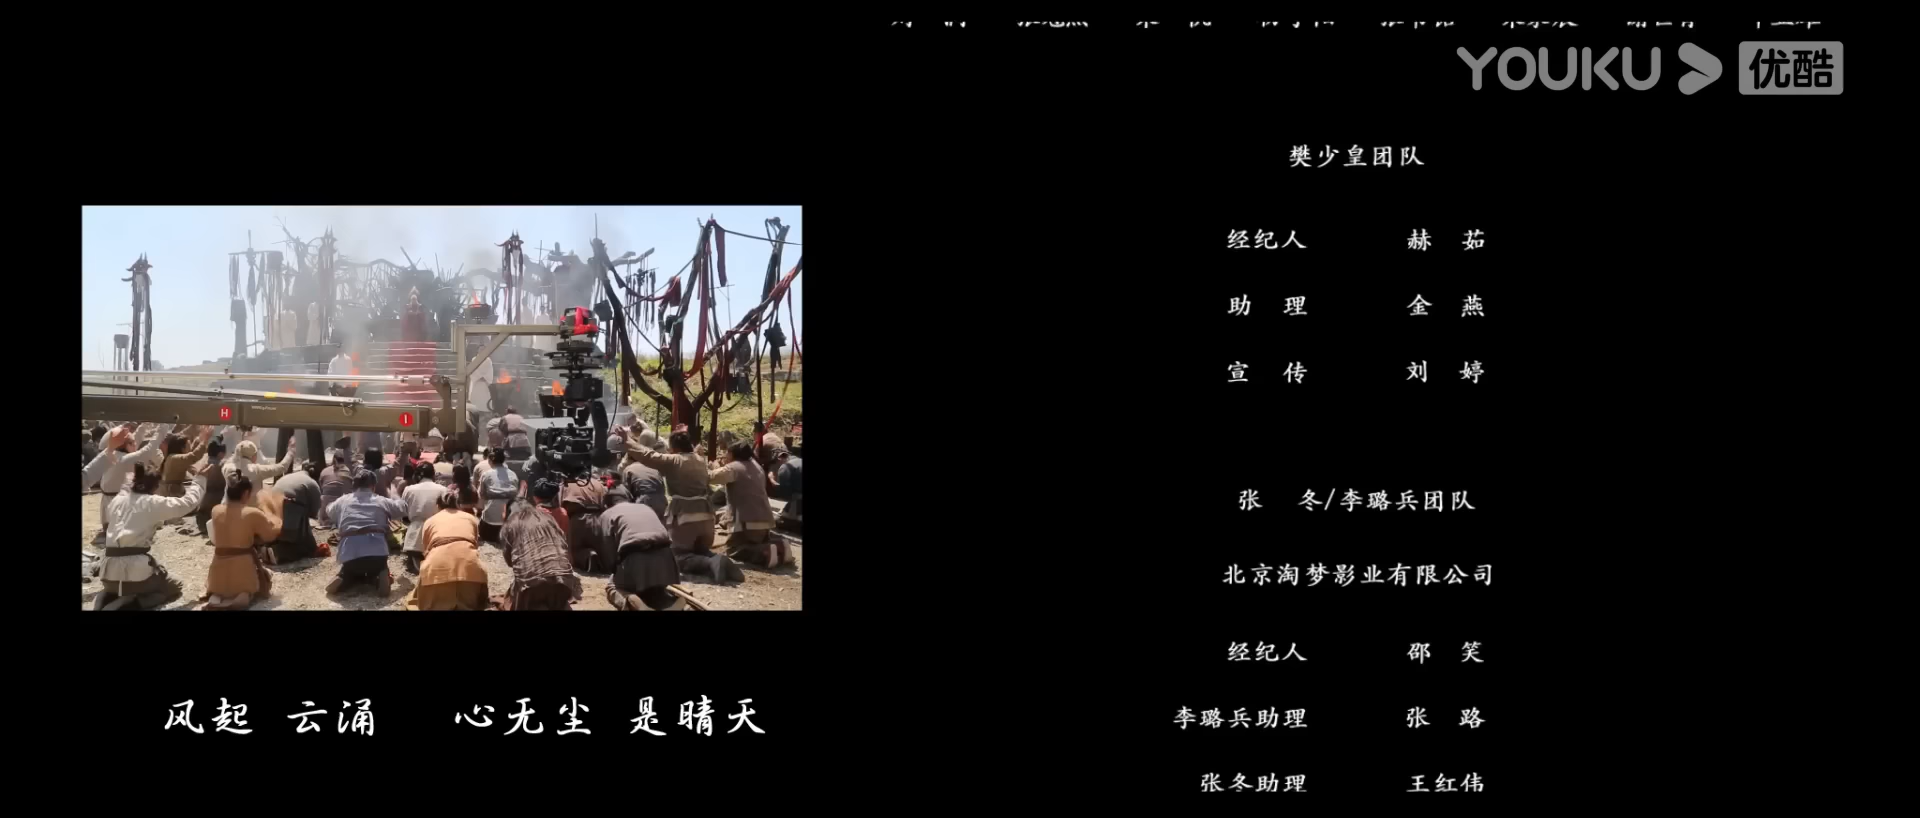 YOUKU 优酷
樊少皇团队
经纪人 赫 茹
助 理 金 燕
宣 传 刘 婷
张 冬/李璐兵团队
北京淘梦影业有限公司
经纪人 邵 笑
李璐兵助理 张 路
张冬助理 王红伟
H
I
风起 云涌 心无尘 是晴天